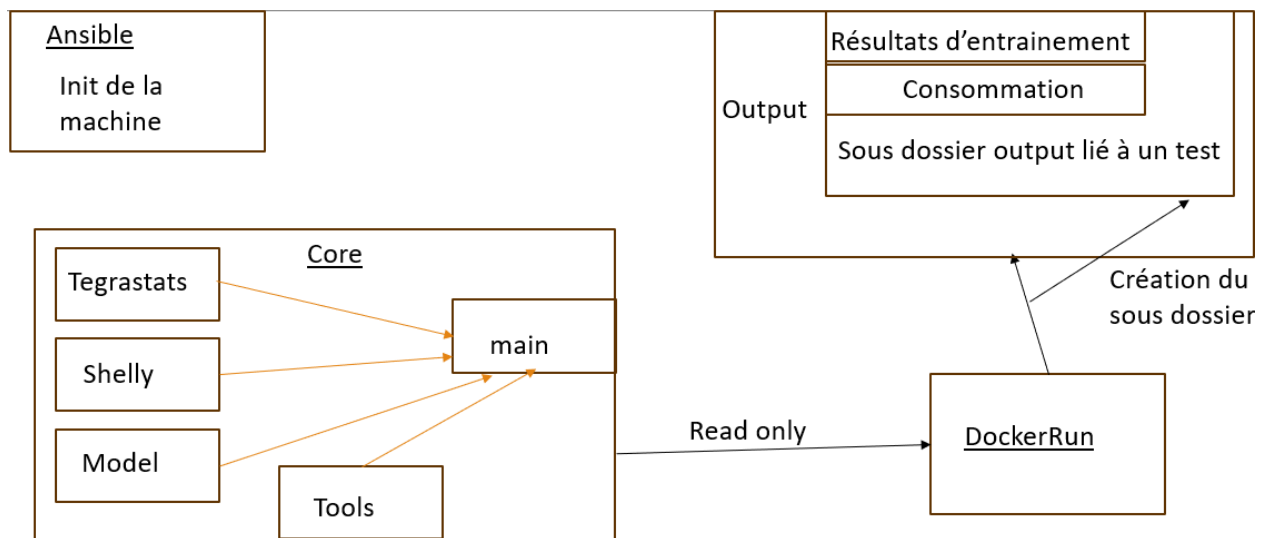 Ansible
Init de la
machine
Résultats d’entrainement
Consommation
Output
Sous dossier output lié à un test
Core
Tegrastats
main
Shelly
Model
Tools
Read only
DockerRun
Création du
sous dossier